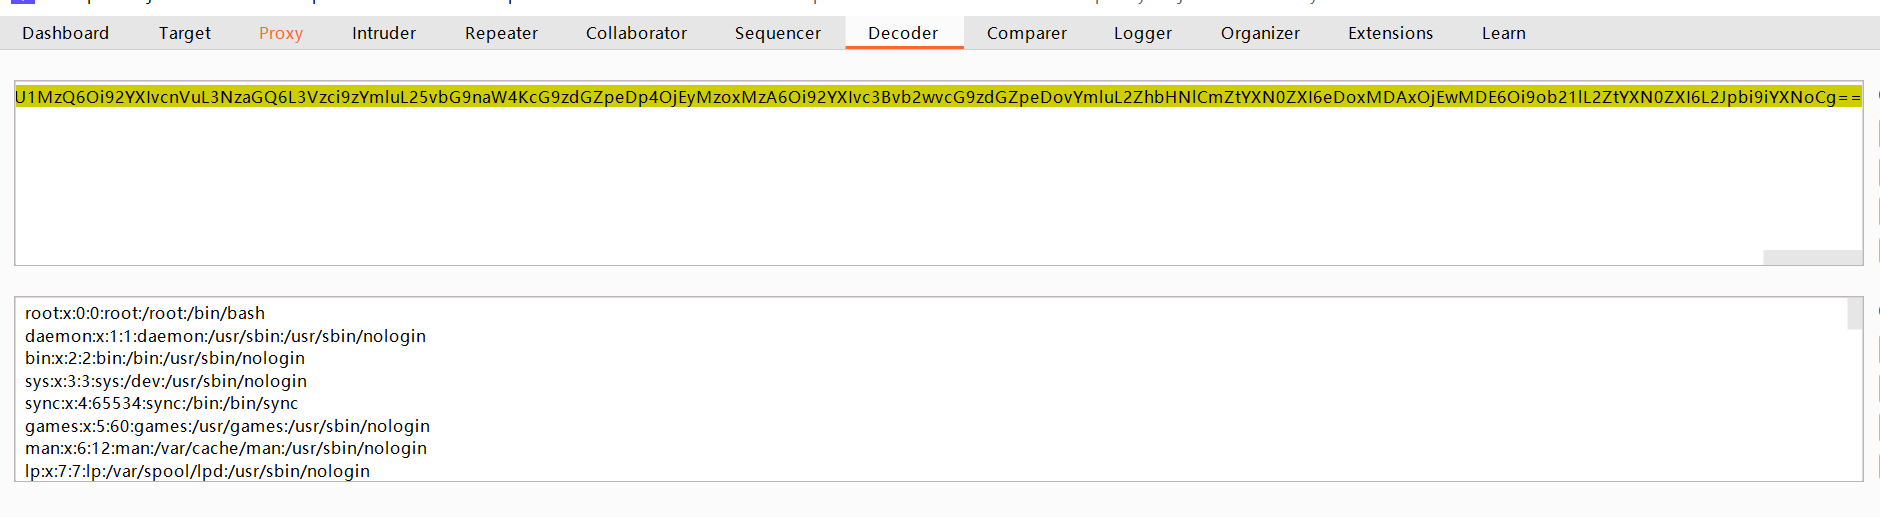 Dashboard Target Proxy Intruder Repeater Collaborator Sequencer Decoder Comparer Logger Organizer Extensions Learn
U1MzQ6Oi92YXIvcnVuL3NzaGQ6L3Vzci9zYmluL25vbG9naW4KcG9zdGZpeDp4OjEyMzoxMzA6Oi92YXIvc3Bvb2wvcG9zdGZpeDovYmluL2ZhbHNlCmZtYXN0ZXI6eDoxMDAxOjEwMDE6Oi9ob21lL2ZtYXN0ZXI6L2Jpbi9iYXNoCg==
root:x:0:0:root:/root:/bin/bash
daemon:x:1:1:daemon:/usr/sbin:/usr/sbin/nologin
bin:x:2:2:bin:/bin:/usr/sbin/nologin
sys:x:3:3:sys:/dev:/usr/sbin/nologin
sync:x:4:65534:sync:/bin:/bin/sync
games:x:5:60:games:/usr/games:/usr/sbin/nologin
man:x:6:12:man:/var/cache/man:/usr/sbin/nologin
lp:x:7:7:lp:/var/spool/lpd:/usr/sbin/nologin